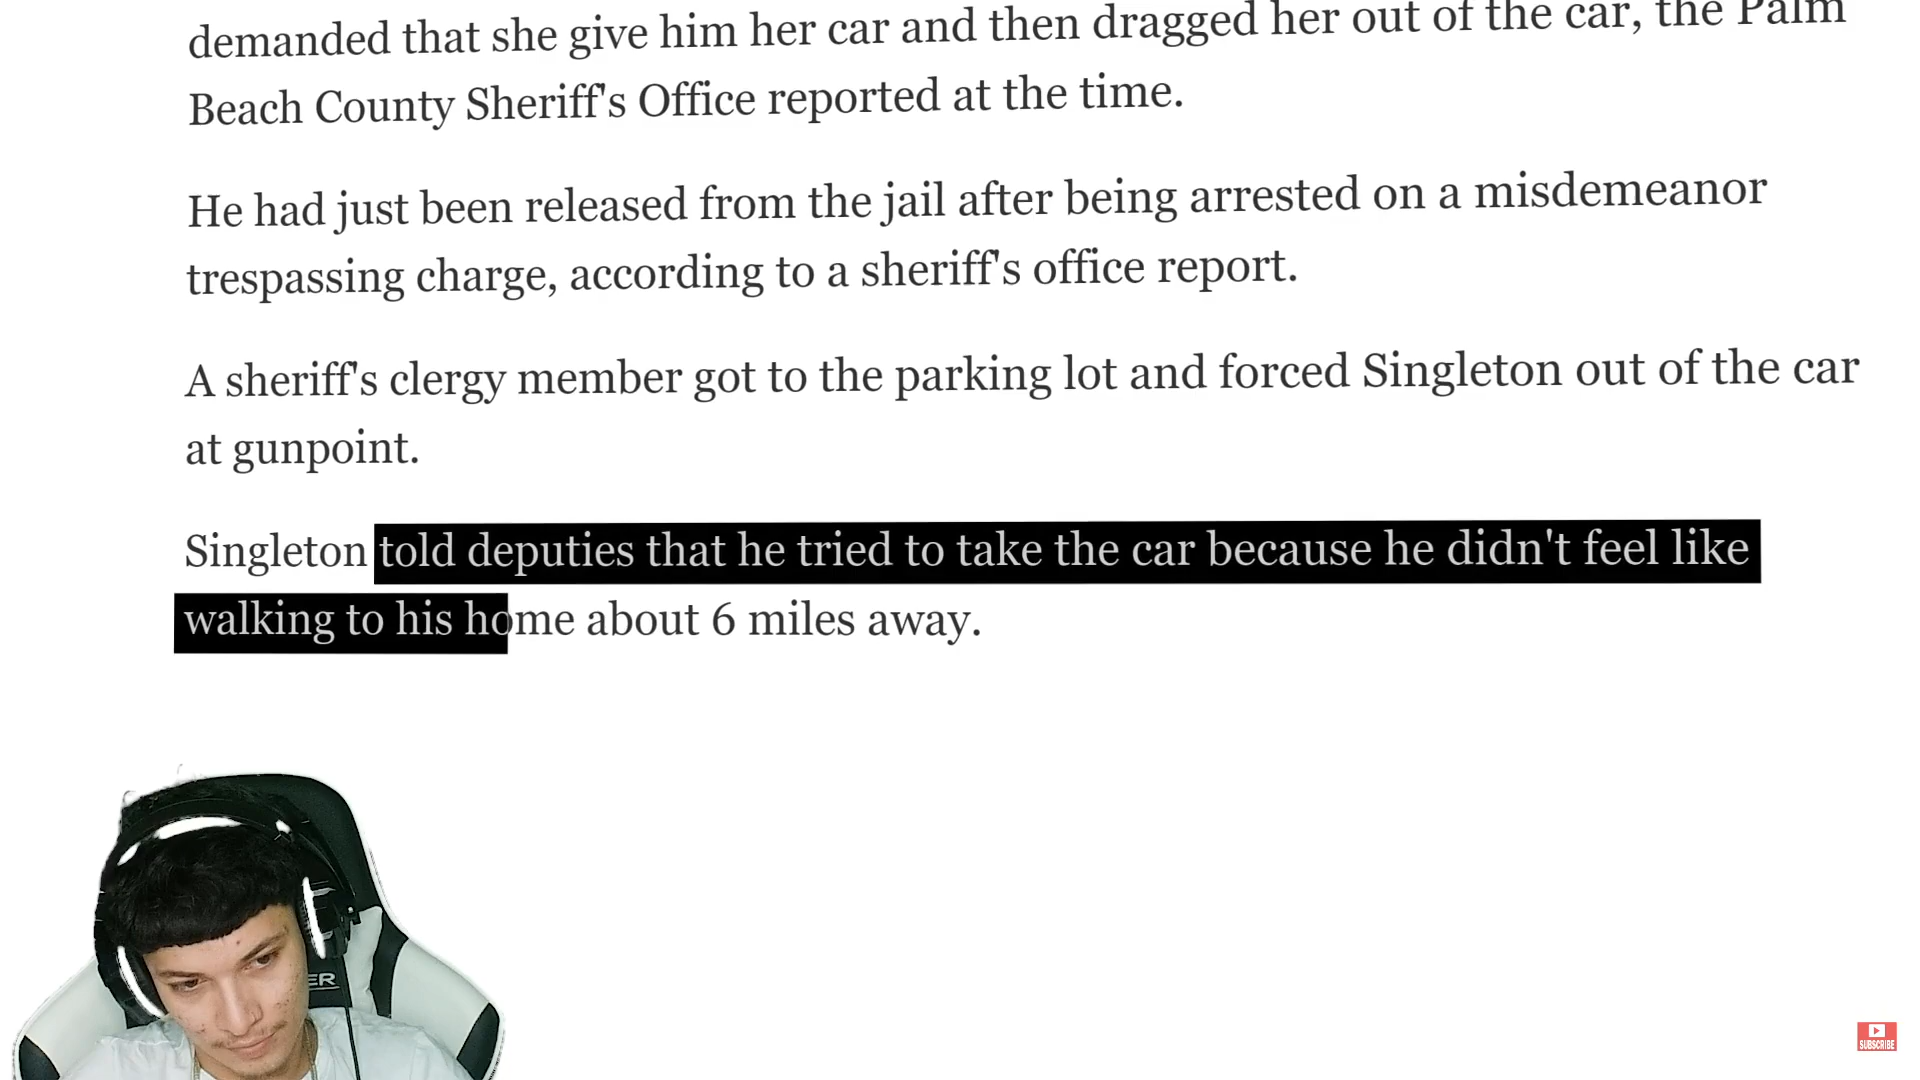 demanded that she give him her car and then dragged her out of the car, the Palm
Beach County Sheriff's Office reported at the time.
He had just been released from the jail after being arrested on a misdemeanor
trespassing charge, according to a sheriff's office report.
A sheriff's clergy member got to the parking lot and forced Singleton out of the car
at gunpoint.
Singleton told deputies that he tried to take the car because he didn't feel like
walking to his home about 6 miles away.
ER
SUBSCRIBE